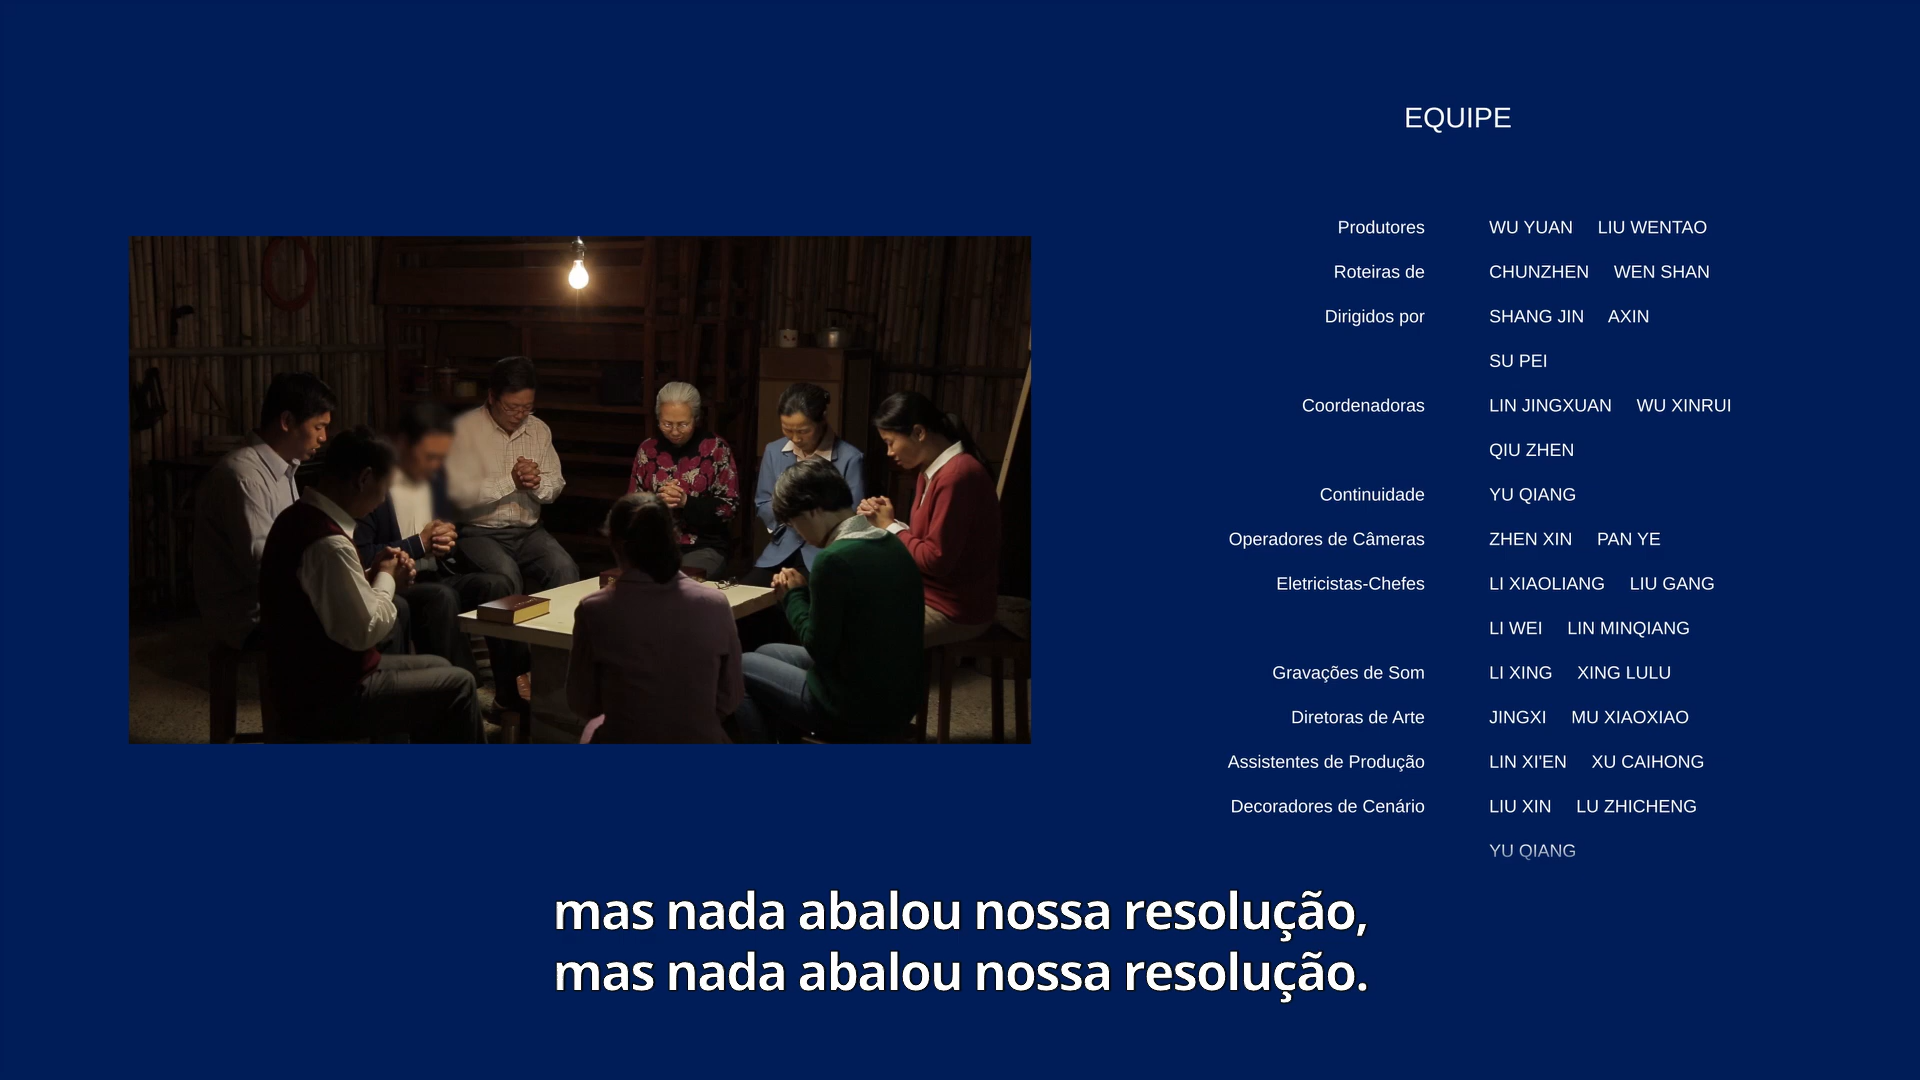 EQUIPE
Produtores WU YUAN LIU WENTAO
Roteiras de CHUNZHEN WEN SHAN
Dirigidos por SHANG JIN AXIN
SU PEI
Coordenadoras LIN JINGXUAN WU XINRUI
QIU ZHEN
Continuidade YU QIANG
Operadores de Câmeras ZHEN XIN PAN YE
Eletricistas-Chefes LI XIAOLIANG LIU GANG
LI WEI LIN MINQIANG
Gravações de Som LI XING XING LULU
Diretoras de Arte JINGXI MU XIAOXIAO
Assistentes de Produção LIN XI'EN XU CAIHONG
Decoradores de Cenário LIU XIN LU ZHICHENG
YU QIANG
mas nada abalou nossa resolução,
mas nada abalou nossa resolução.